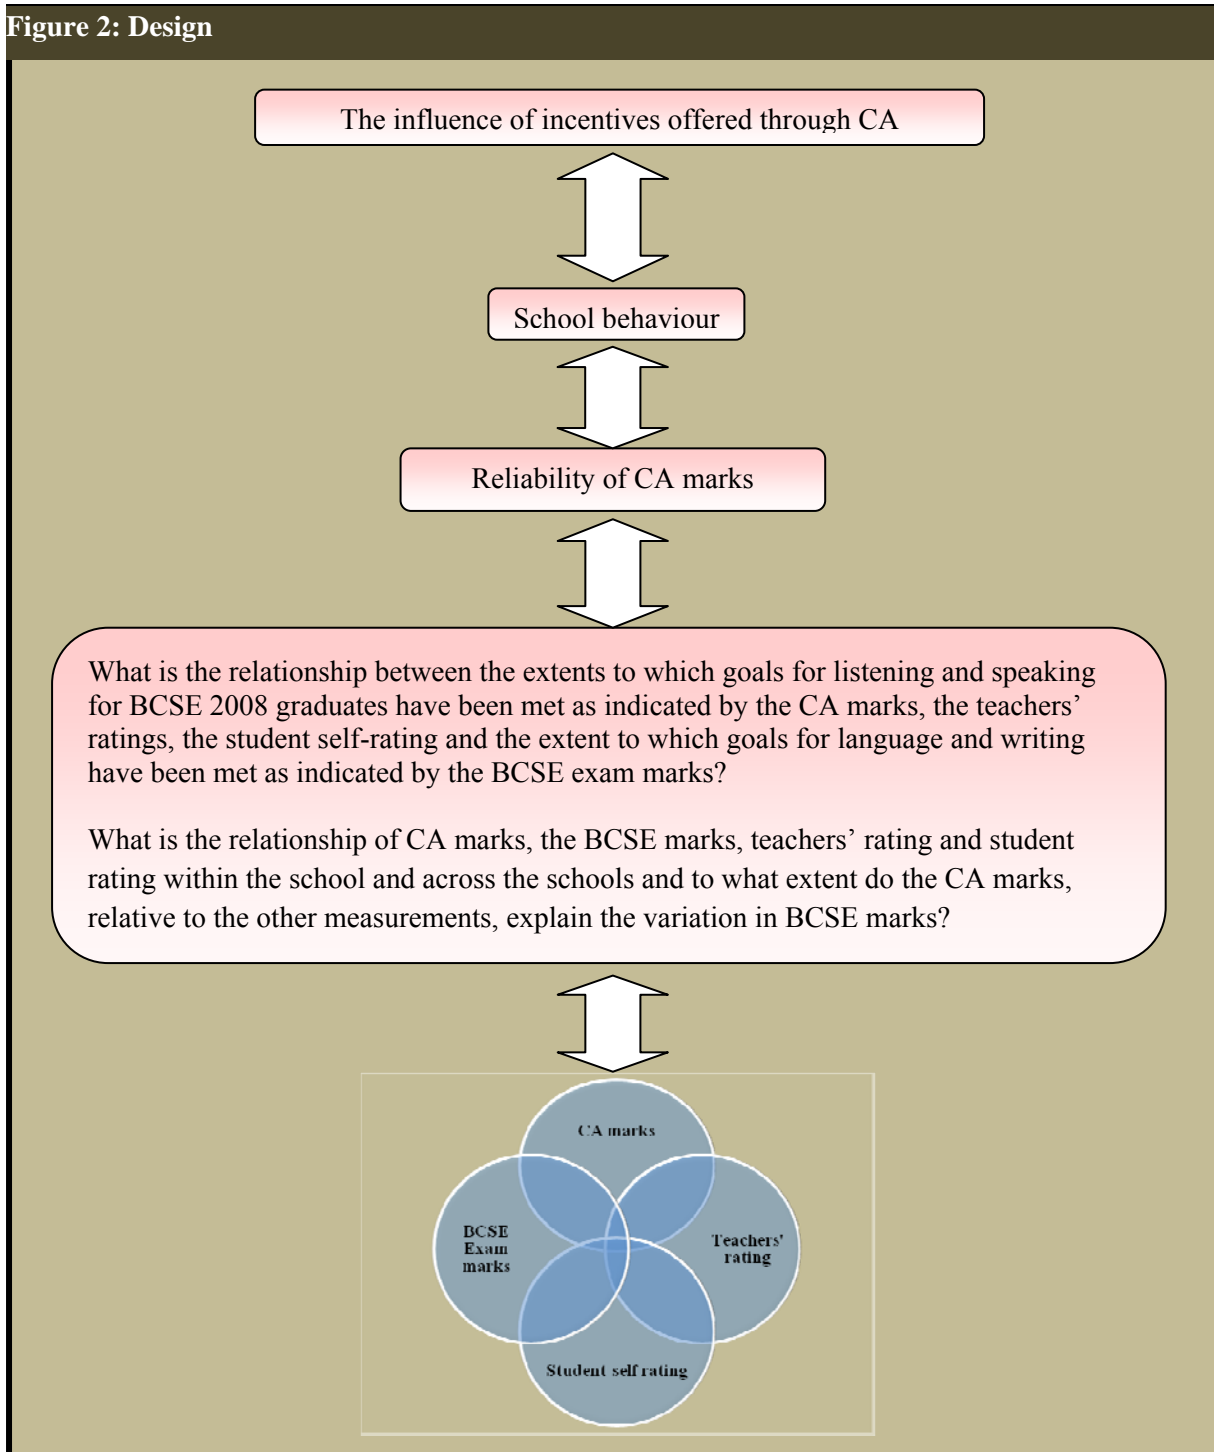 Figure 2: Design
The influence of incentives offered through CA
School behaviour
Reliability of CA marks
What is the relationship between the extents to which goals for listening and speaking
for BCSE 2008 graduates have been met as indicated by the CA marks, the teachers’
ratings, the student self-rating and the extent to which goals for language and writing
have been met as indicated by the BCSE exam marks?
What is the relationship of CA marks, the BCSE marks, teachers’ rating and student
rating within the school and across the schools and to what extent do the CA marks,
relative to the other measurements, explain the variation in BCSE marks?
CA marks
BCSE
Exam
marks
Teachers'
rating
Student self rating